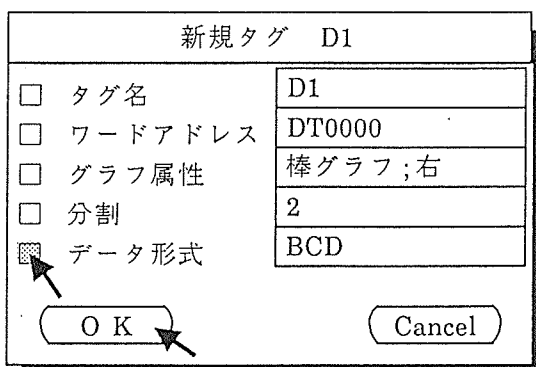 新規タグ D1
タグ名 D1
ワードアドレス DT0000
グラフ属性 棒グラフ;右
分割 2
データ形式 BCD
OK Cancel